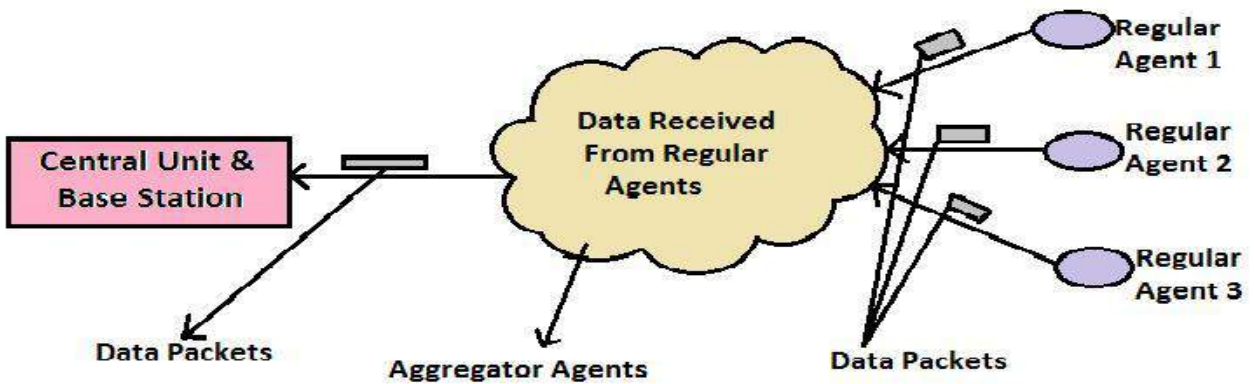 Regular
Agent 1
Data Received
From Regular
Agents
Regular
Agent 2
Central Unit &
Base Station
Regular
Agent 3
Data Packets
Aggregator Agents
Data Packets